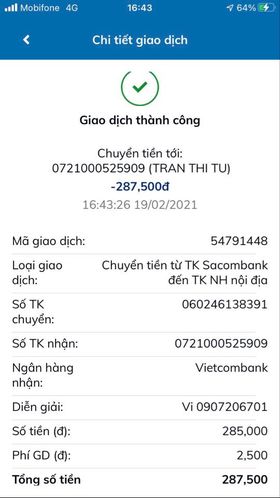 Mobifone 4G 16:43 64%
Chi tiết giao dịch
Giao dịch thành công
Chuyển tiền tới:
0721000525909 (TRAN THI TU)
-287,500đ
16:43:26 19/02/2021
Mã giao dịch: 54791448
Loại giao Chuyển tiền từ TK Sacombank
dịch: đến TK NH nội địa
Số TK 060246138391
chuyển:
Số TK nhận: 0721000525909
Ngân hàng Vietcombank
nhận:
Diễn giải: Vi 0907206701
Số tiền (đ): 285,000
Phí GD (đ): 2,500
Tổng số tiền 287,500